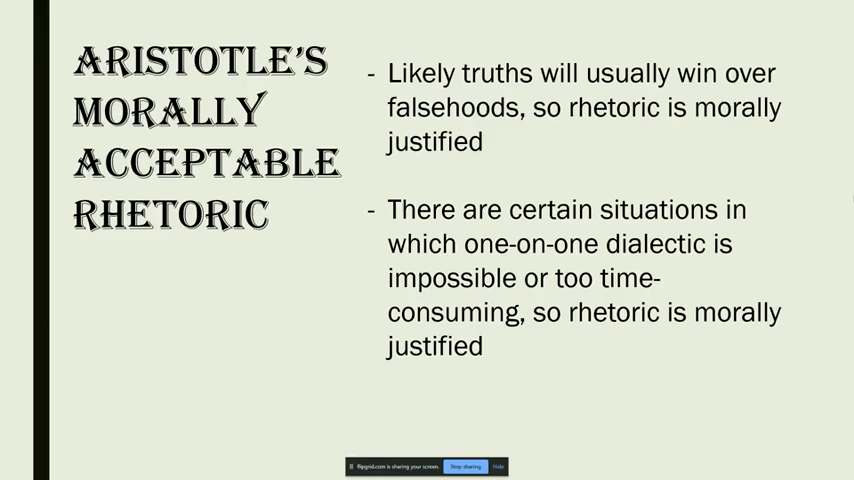 ARISTOTLE'S
MORALLY
ACCEPTABLE
RHETORIC
- Likely truths will usually win over
falsehoods, so rhetoric is morally
justified
- There are certain situations in
which one-on-one dialectic is
impossible or too time-
consuming, so rhetoric is morally
justified
flipgrid.com is sharing your screen. Stop sharing Hide